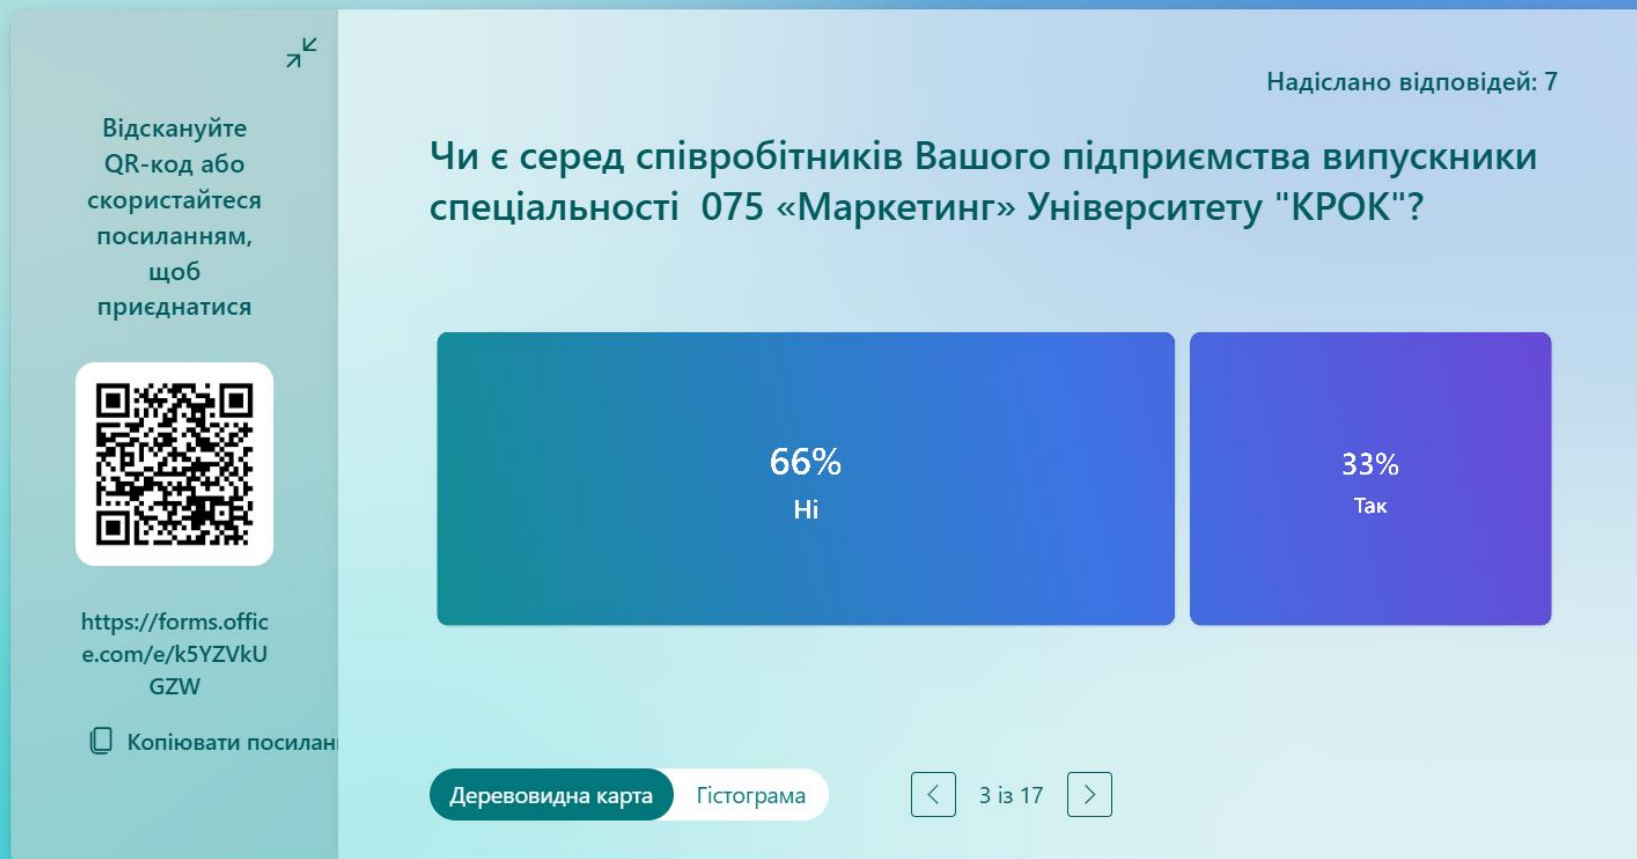 Відскануйте
QR-код або
скористайтеся
посиланням,
щоб
приєднатися
https://forms.offic
e.com/e/k5YZVkU
GZW
Копіювати посилан
Надіслано відповідей: 7
Чи є серед співробітників Вашого підприємства випускники
спеціальності 075 «Маркетинг» Університету "КРОК"?
66%
Ні
33%
Так
Деревовидна карта
Гістограма
3 із 17